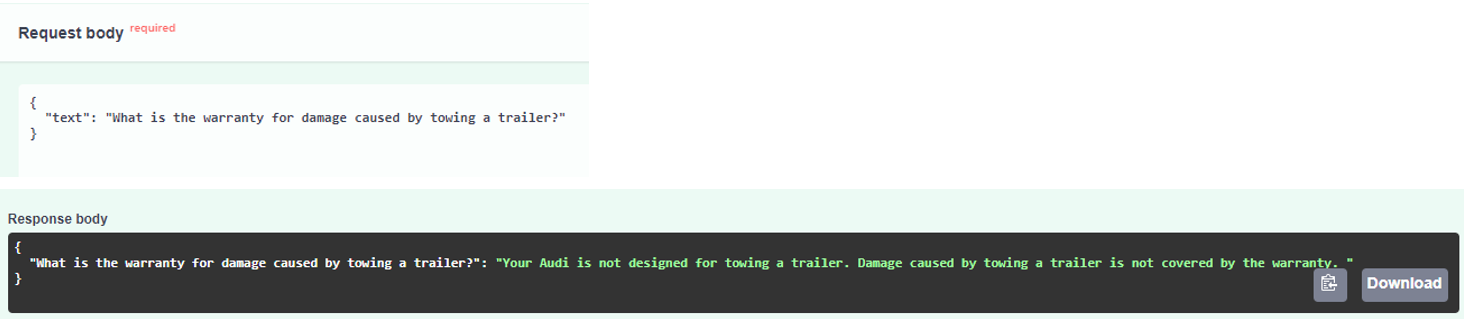 Request body required
{
"text": "What is the warranty for damage caused by towing a trailer?"
}
Response body
{
"What is the warranty for damage caused by towing a trailer?": "Your Audi is not designed for towing a trailer. Damage caused by towing a trailer is not covered by the warranty. "
}
Download